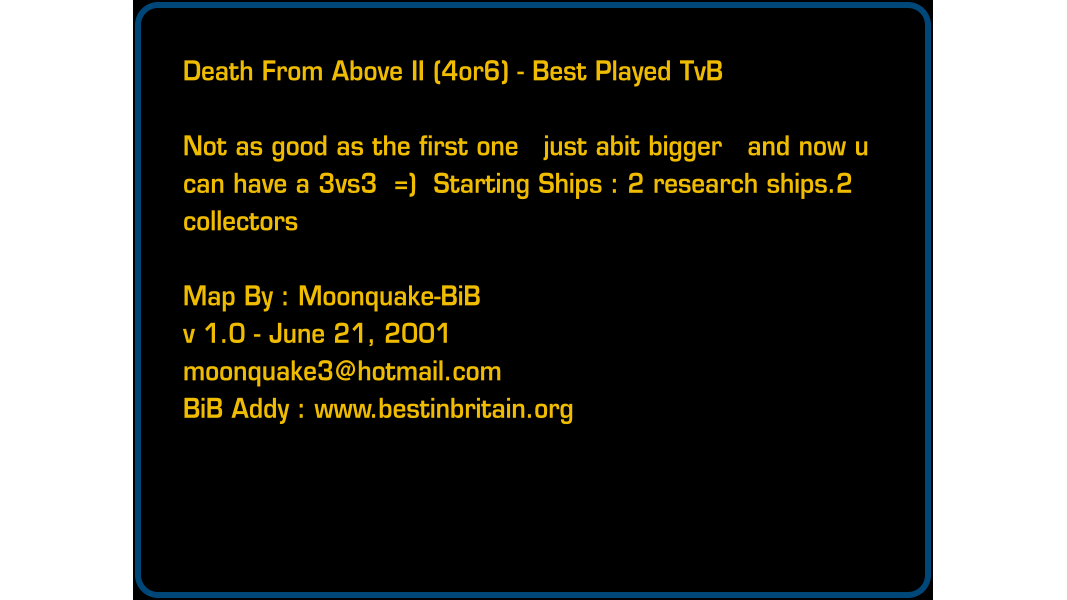 Death From Above II (4or6) - Best Played TvB
Not as good as the first one   just abit bigger   and now u
can have a 3vs3  =)  Starting Ships : 2 research ships.2
collectors
Map By : Moonquake-BiB
v 1.0 - June 21, 2001
moonquake3@hotmail.com
BiB Addy : www.bestinbritain.org